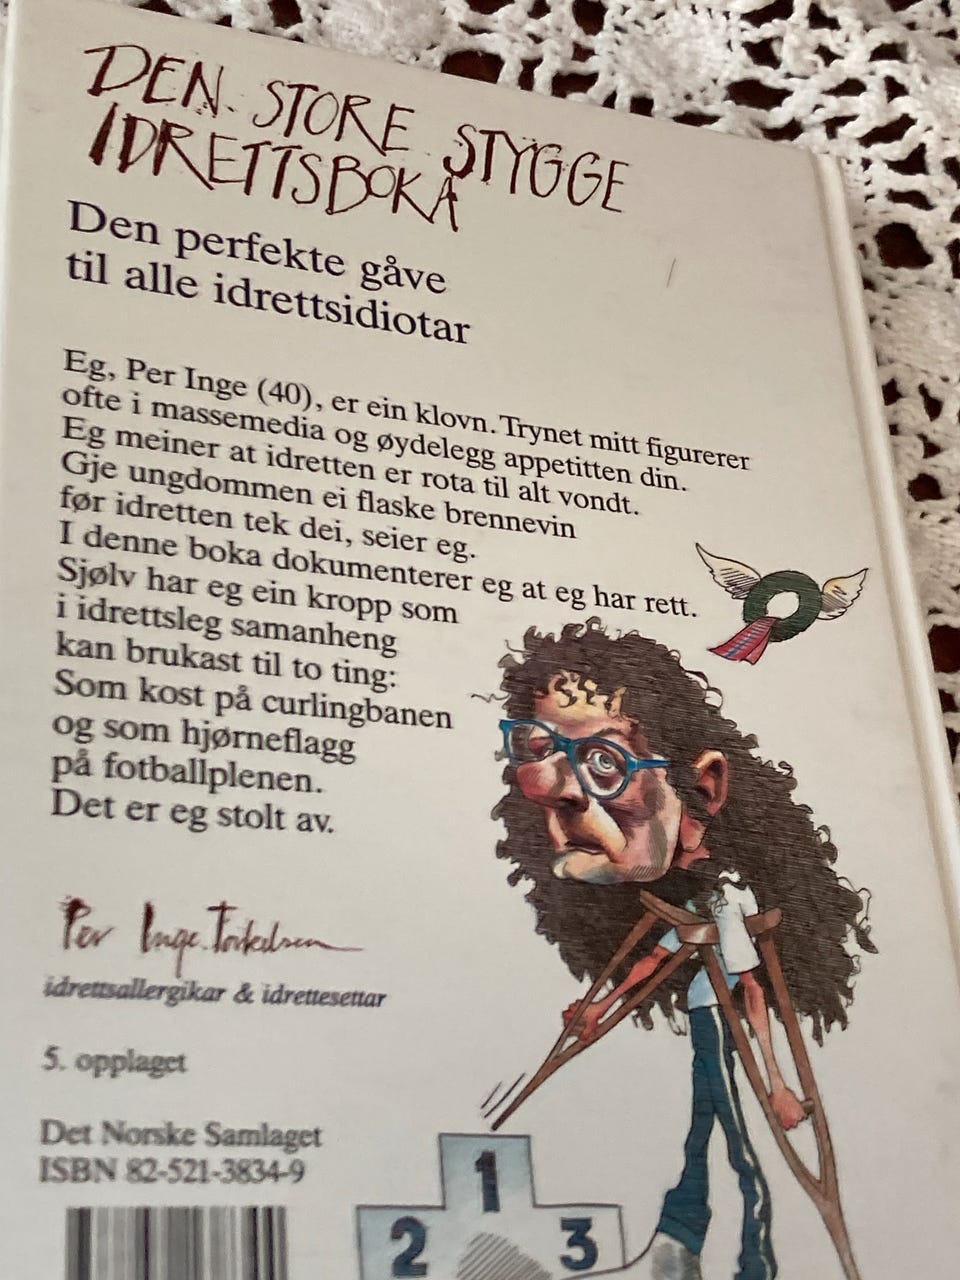 DEN STORE STYGGE
IDRETTSBOKA
Den perfekte gåve
til alle idrettsidiotar
Eg, Per Inge (40), er ein klovn. Trynet mitt figurerer
ofte i massemedia og øydelegg appetitten din.
Eg meiner at idretten er rota til alt vondt.
Gje ungdommen ei flaske brennevin
før idretten tek dei, seier eg.
I denne boka dokumenterer eg at eg har rett.
Sjølv har eg ein kropp som
i idrettsleg samanheng
kan brukast til to ting:
Som kost på curlingbanen
og som hjørneflagg
på fotballplenen.
Det er eg stolt av.
Per Inge Torkelsen
idrettsallergikar & idrettesettar
5. opplaget
Det Norske Samlaget
ISBN 82-521-3834-9
1
2 3